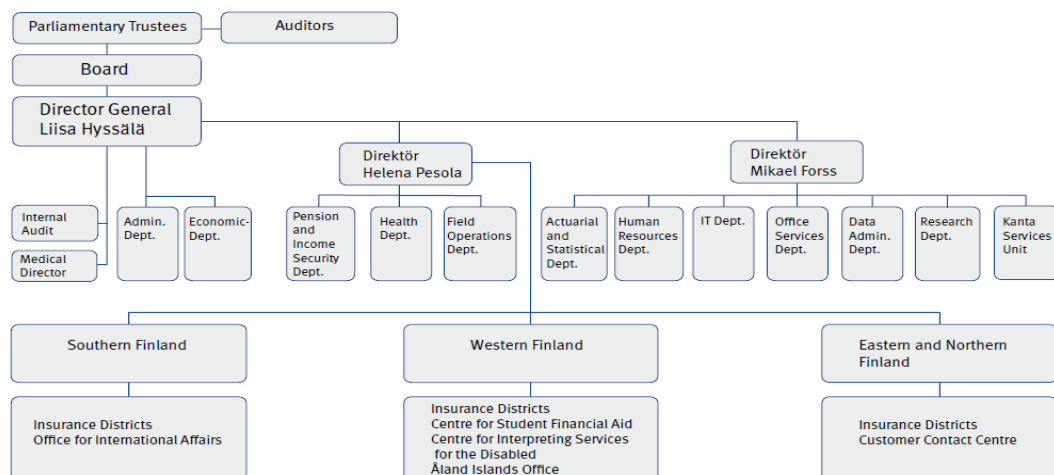 Parliamentary Trustees
Auditors
Board
Director General
Liisa Hyssälä
Direktör
Helena Pesola
Direktör
Mikael Forss
Internal
Audit
Medical
Director
Admin.
Dept.
Economic-
Dept.
Pension
and
Income
Security
Dept.
Health
Dept.
Field
Operations
Dept.
Actuarial
and
Statistical
Dept.
Human
Resources
Dept.
IT Dept.
Office
Services
Dept.
Data
Admin.
Dept.
Research
Dept.
Kanta
Services
Unit
Southern Finland
Western Finland
Eastern and Northern
Finland
Insurance Districts
Office for International Affairs
Insurance Districts
Centre for Student Financial Aid
Centre for Interpreting Services
for the Disabled
Åland Islands Office
Insurance Districts
Customer Contact Centre